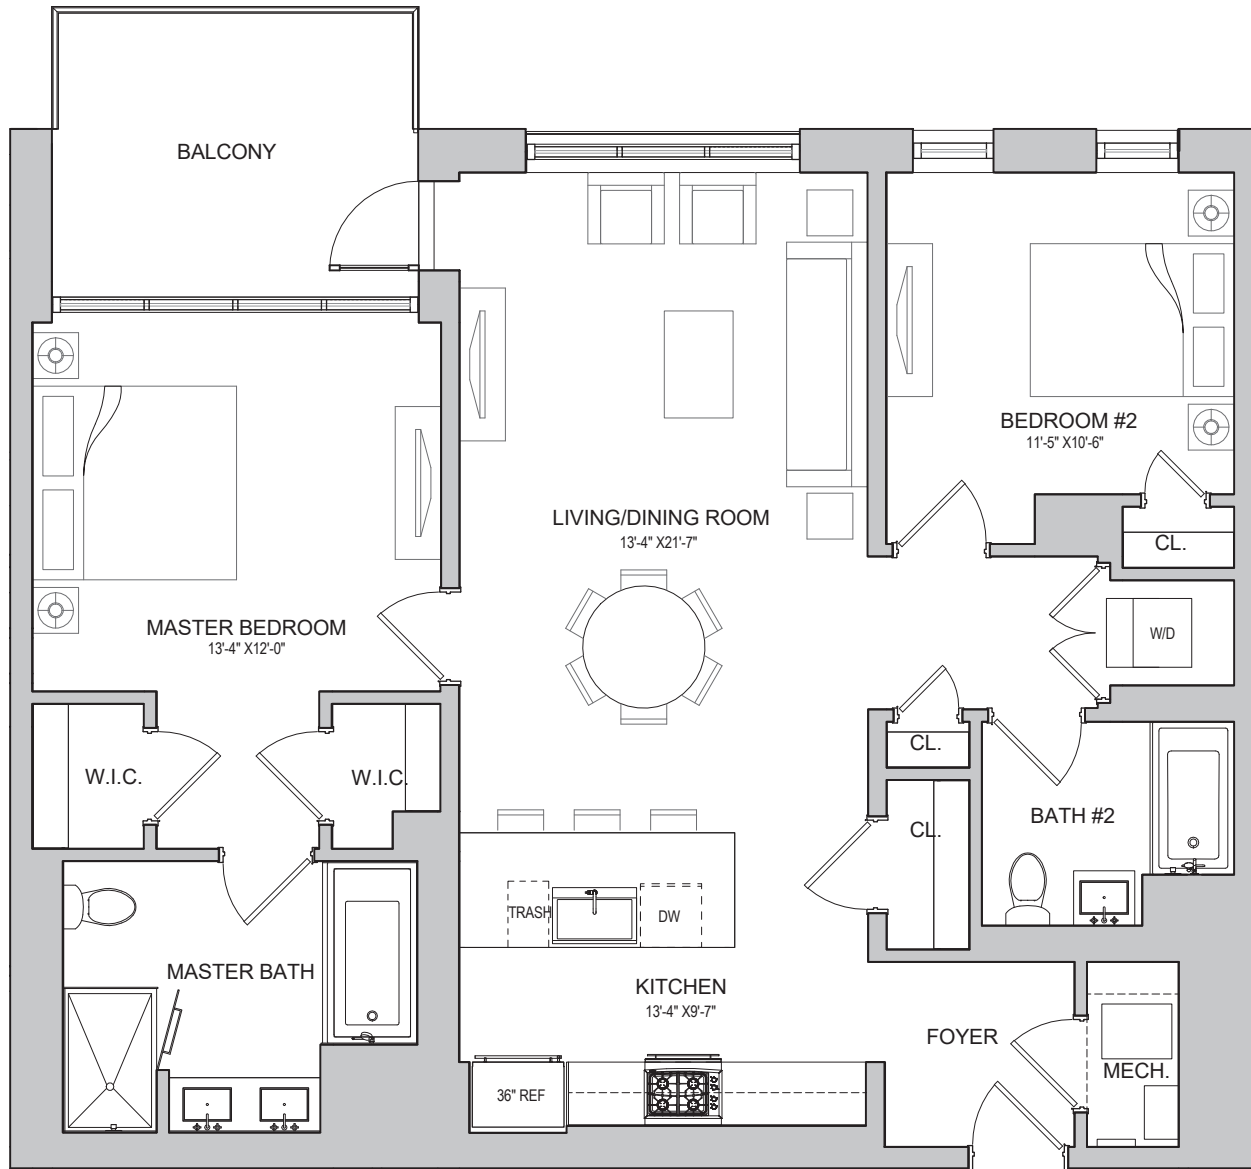 BALCONY
BEDROOM #2
11'-5" X10'-6"
LIVING/DINING ROOM
13'-4" X21'-7"
CL.
MASTER BEDROOM
13'-4" X12'-0"
W/D
W.I.C.
W.I.C.
CL.
CL.
BATH #2
TRASH
DW
MASTER BATH
KITCHEN
13'-4" X9'-7"
FOYER
MECH.
36" REF